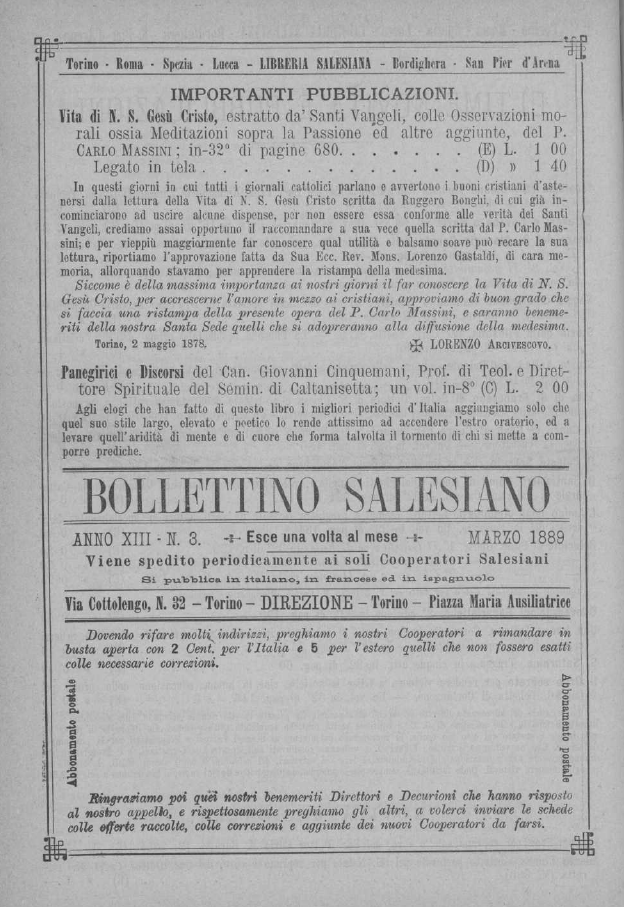 Torino - Roma - Spezia - Lucca - LIBRERIA SALESIANA - Bordighera - San Pier d'Arena
IMPORTANTI PUBBLICAZIONI.
Vita di N. S. Gesù Cristo, estratto da' Santi Vangeli, colle Osservazioni mo-
rali ossia Meditazioni sopra la Passione ed altre aggiunte, del P.
CARLO MASSINI; in-32° di pagine 680. . . . . . . (E) L. 1 00
Legato in tela . . . . . . . . . . . . . (D) » 1 40
In questi giorni in cui tutti i giornali cattolici parlano e avvertono i buoni cristiani d'aste-
nersi dalla lettura della Vita di N. S. Gesù Cristo scritta da Ruggero Bonghi, di cui già in-
cominciarono ad uscire alcune dispense, per non essere essa conforme alle verità dei Santi
Vangeli, crediamo assai opportuno il raccomandare a sua vece quella scritta dal P. Carlo Mas-
sini; e per vieppiù maggiormente far conoscere qual utilità e balsamo soave può recare la sua
lettura, riportiamo l'approvazione fatta da Sua Ecc. Rev. Mons. Lorenzo Gastaldi, di cara me-
moria, allorquando stavamo per apprendere la ristampa della medesima.
Siccome è della massima importanza ai nostri giorni il far conoscere la Vita di N. S.
Gesù Cristo, per accrescerne l'amore in mezzo ai cristiani, approviamo di buon grado che
si faccia una ristampa della presente opera del P. Carlo Massini, e saranno beneme-
riti della nostra Santa Sede quelli che si adopreranno alla diffusione della medesima.
Torino, 2 maggio 1878. ✠ LORENZO ARCIVESCOVO.
Panegirici e Discorsi del Can. Giovanni Cinquemani, Prof. di Teol. e Diret-
tore Spirituale del Semin. di Caltanisetta; un vol. in-8° (C) L. 2 00
Agli elogi che han fatto di questo libro i migliori periodici d'Italia aggiungiamo solo che
quel suo stile largo, elevato e poetico lo rende attissimo ad accendere l'estro oratorio, ed a
levare quell'aridità di mente e di cuore che forma talvolta il tormento di chi si mette a com-
porre prediche.
BOLLETTINO SALESIANO
ANNO XIII - N. 3. Esce una volta al mese MARZO 1889
Viene spedito periodicamente ai soli Cooperatori Salesiani
Si pubblica in italiano, in francese ed in ispagnuolo
Via Cottolengo, N. 32 – Torino – DIREZIONE – Torino – Piazza Maria Ausiliatrice
Dovendo rifare molti indirizzi, preghiamo i nostri Cooperatori a rimandare in
busta aperta con 2 Cent. per l'Italia e 5 per l'estero quelli che non fossero esatti
colle necessarie correzioni.
Abbonamento postale
Abbonamento postale
Ringraziamo poi quei nostri benemeriti Direttori e Decurioni che hanno risposto
al nostro appello, e rispettosamente preghiamo gli altri, a volerci inviare le schede
colle offerte raccolte, colle correzioni e aggiunte dei nuovi Cooperatori da farsi.